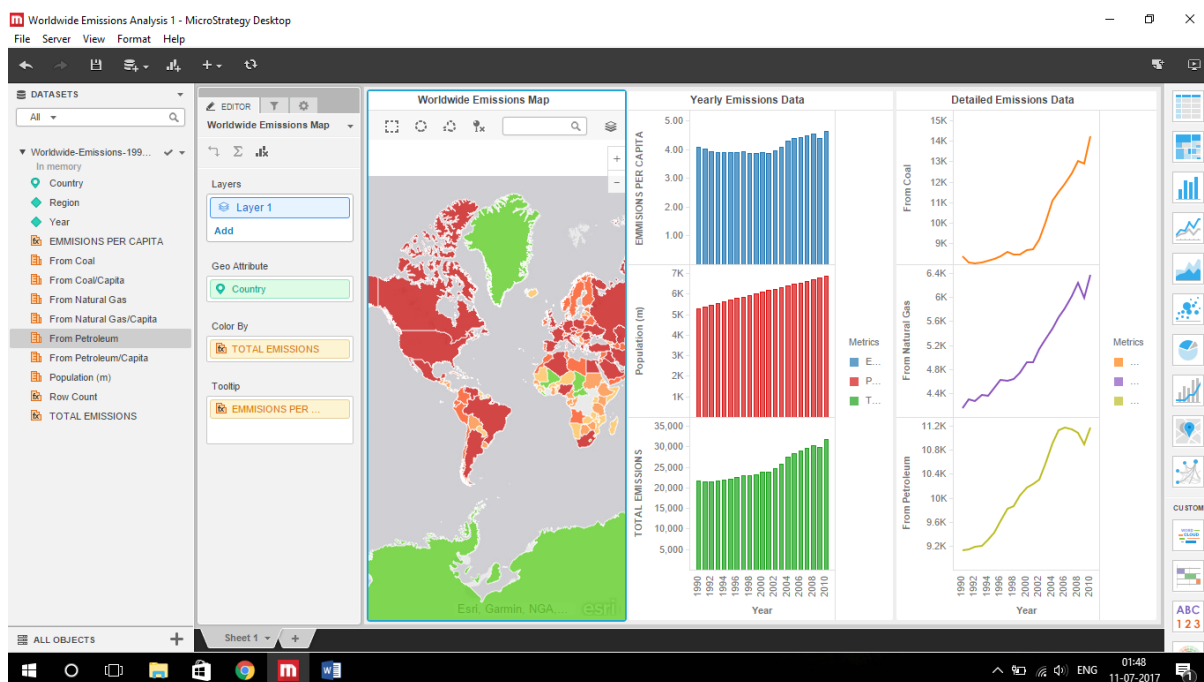 Worldwide Emissions Analysis 1 - MicroStrategy Desktop
File Server View Format Help
DATASETS
All
Worldwide-Emissions-199...
In memory
Country
Region
Year
EMMISIONS PER CAPITA
From Coal
From Coal/Capita
From Natural Gas
From Natural Gas/Capita
From Petroleum
From Petroleum/Capita
Population (m)
Row Count
TOTAL EMISSIONS
ALL OBJECTS
EDITOR
Worldwide Emissions Map
Layers
Layer 1
Add
Geo Attribute
Country
Color By
TOTAL EMISSIONS
Tooltip
EMMISIONS PER ...
Worldwide Emissions Map
+
−
Esri, Garmin, NGA,...
esri
Yearly Emissions Data
EMMISIONS PER CAPITA
5.00
4.00
3.00
2.00
1.00
Population (m)
7K
6K
5K
4K
3K
2K
1K
TOTAL EMISSIONS
35,000
30,000
25,000
20,000
15,000
10,000
5,000
1990 1992 1994 1996 1998 2000 2002 2004 2006 2008 2010
Year
Metrics
E...
P...
T...
Detailed Emissions Data
From Coal
15K
14K
13K
12K
11K
10K
9K
From Natural Gas
6.4K
6K
5.6K
5.2K
4.8K
4.4K
From Petroleum
11.2K
10.8K
10.4K
10K
9.6K
9.2K
1990 1992 1994 1996 1998 2000 2002 2004 2006 2008 2010
Year
Metrics
...
...
...
CUSTOM
CLOUD
ABC
123
Sheet 1
+
m
W
ENG
01:48
11-07-2017
1